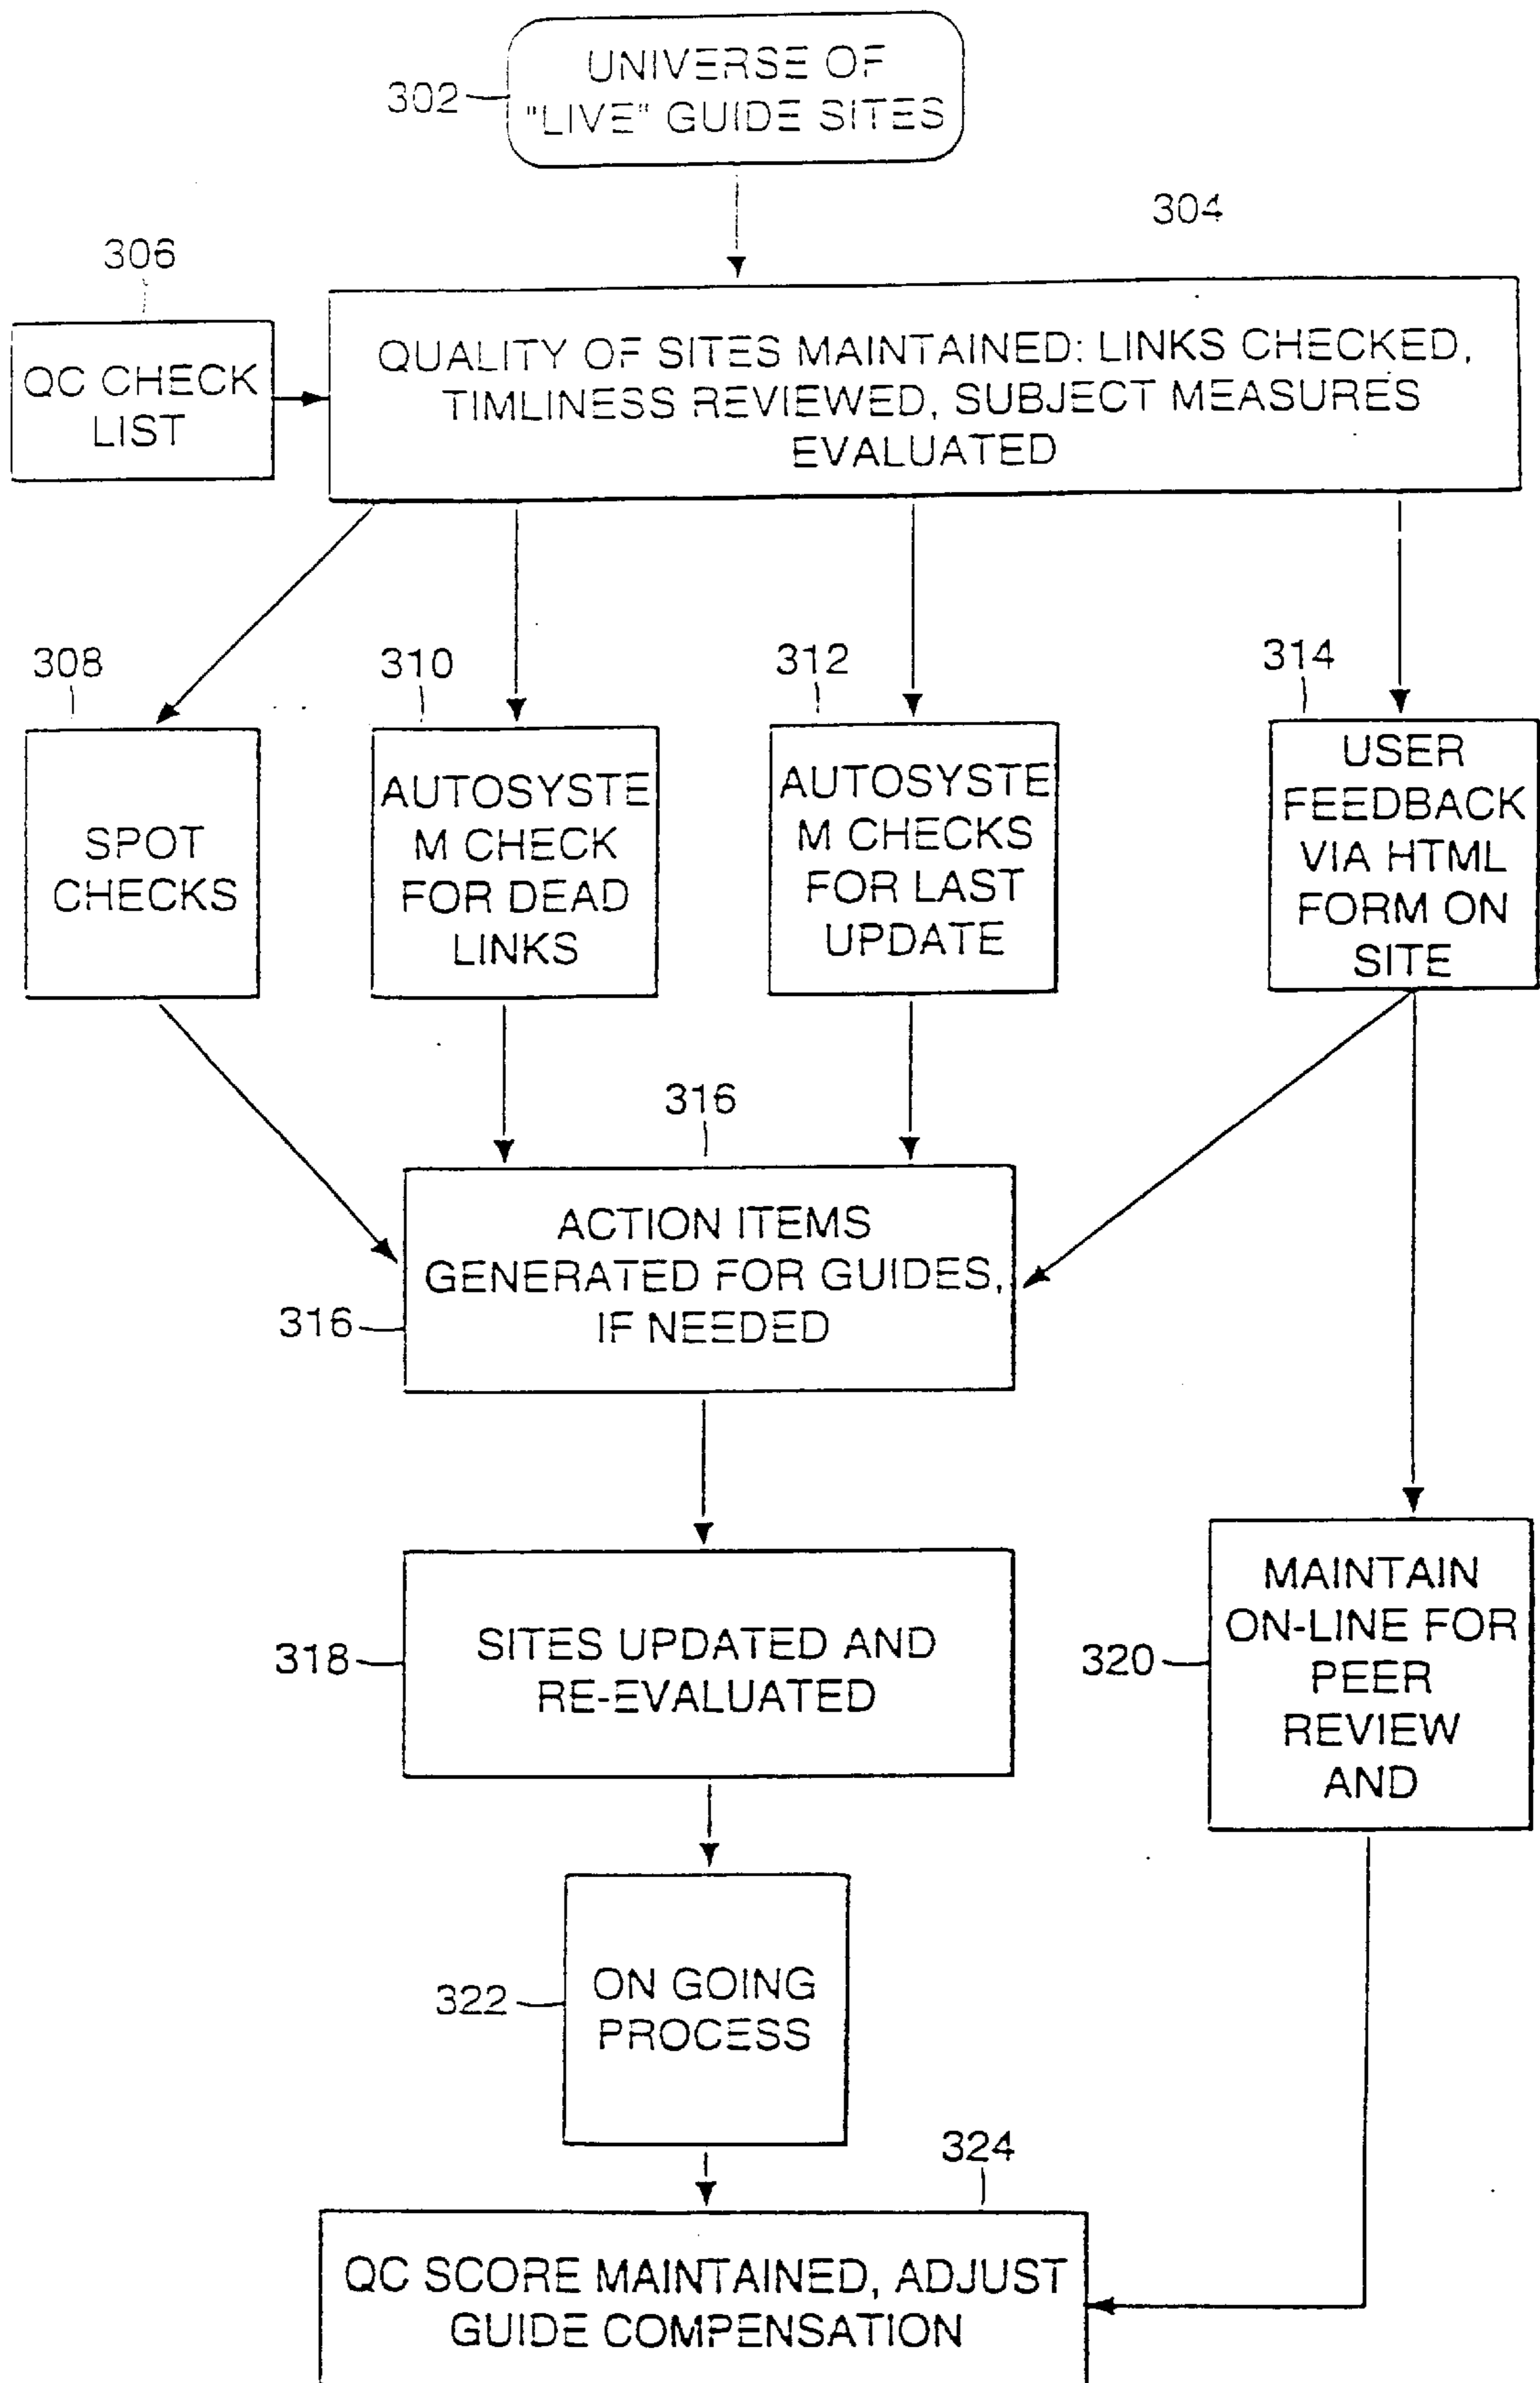 UNIVERSE OF
"LIVE" GUIDE SITES
302
304
306
QC CHECK
LIST
QUALITY OF SITES MAINTAINED: LINKS CHECKED,
TIMLINESS REVIEWED, SUBJECT MEASURES
EVALUATED
308
SPOT
CHECKS
310
AUTOSYSTE
M CHECK
FOR DEAD
LINKS
312
AUTOSYSTE
M CHECKS
FOR LAST
UPDATE
314
USER
FEEDBACK
VIA HTML
FORM ON
SITE
316
ACTION ITEMS
GENERATED FOR GUIDES,
IF NEEDED
316
318
SITES UPDATED AND
RE-EVALUATED
320
MAINTAIN
ON-LINE FOR
PEER
REVIEW
AND
322
ON GOING
PROCESS
324
QC SCORE MAINTAINED, ADJUST
GUIDE COMPENSATION